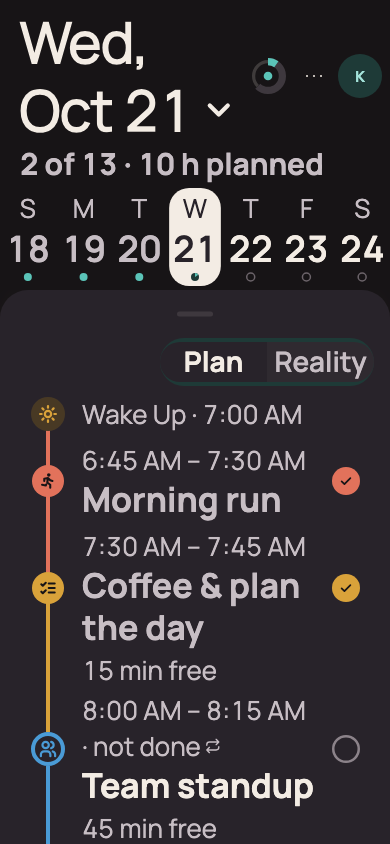 Wed,
Oct 21
K
2 of 13 · 10 h planned
S M T W T F S
18 19 20 21 22 23 24
Plan Reality
Wake Up · 7:00 AM
6:45 AM – 7:30 AM
Morning run
7:30 AM – 7:45 AM
Coffee & plan
the day
15 min free
8:00 AM – 8:15 AM
· not done
Team standup
45 min free